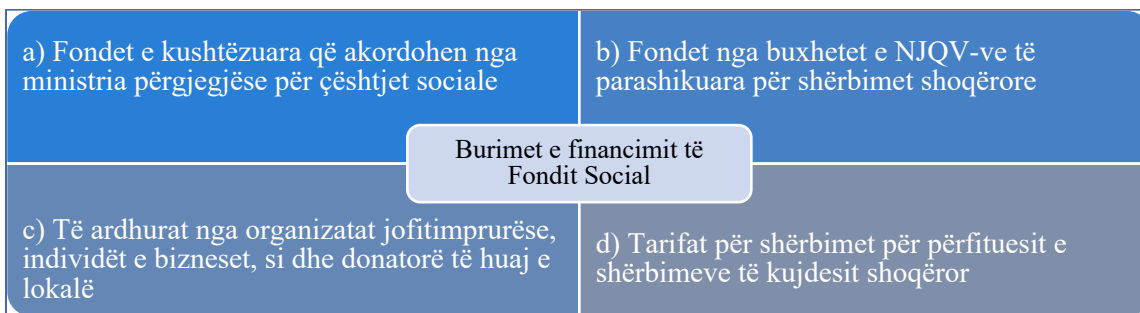 a) Fondet e kushtëzuara që akordohen nga
ministria përgjegjëse për çështjet sociale
b) Fondet nga buxhetet e NJQV-ve të
parashikuara për shërbimet shoqërore
Burimet e financimit të
Fondit Social
c) Të ardhurat nga organizatat jofitimprurëse,
individët e bizneset, si dhe donatorë të huaj e
lokalë
d) Tarifat për shërbimet për përfituesit e
shërbimeve të kujdesit shoqëror